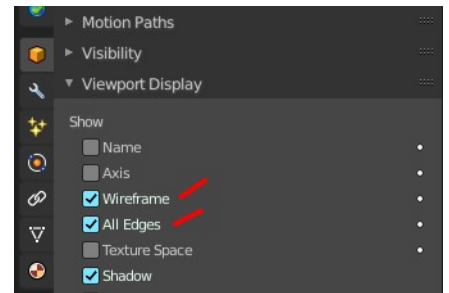 Motion Paths
Visibility
Viewport Display
Show
Name
Axis
Wireframe
All Edges
Texture Space
Shadow